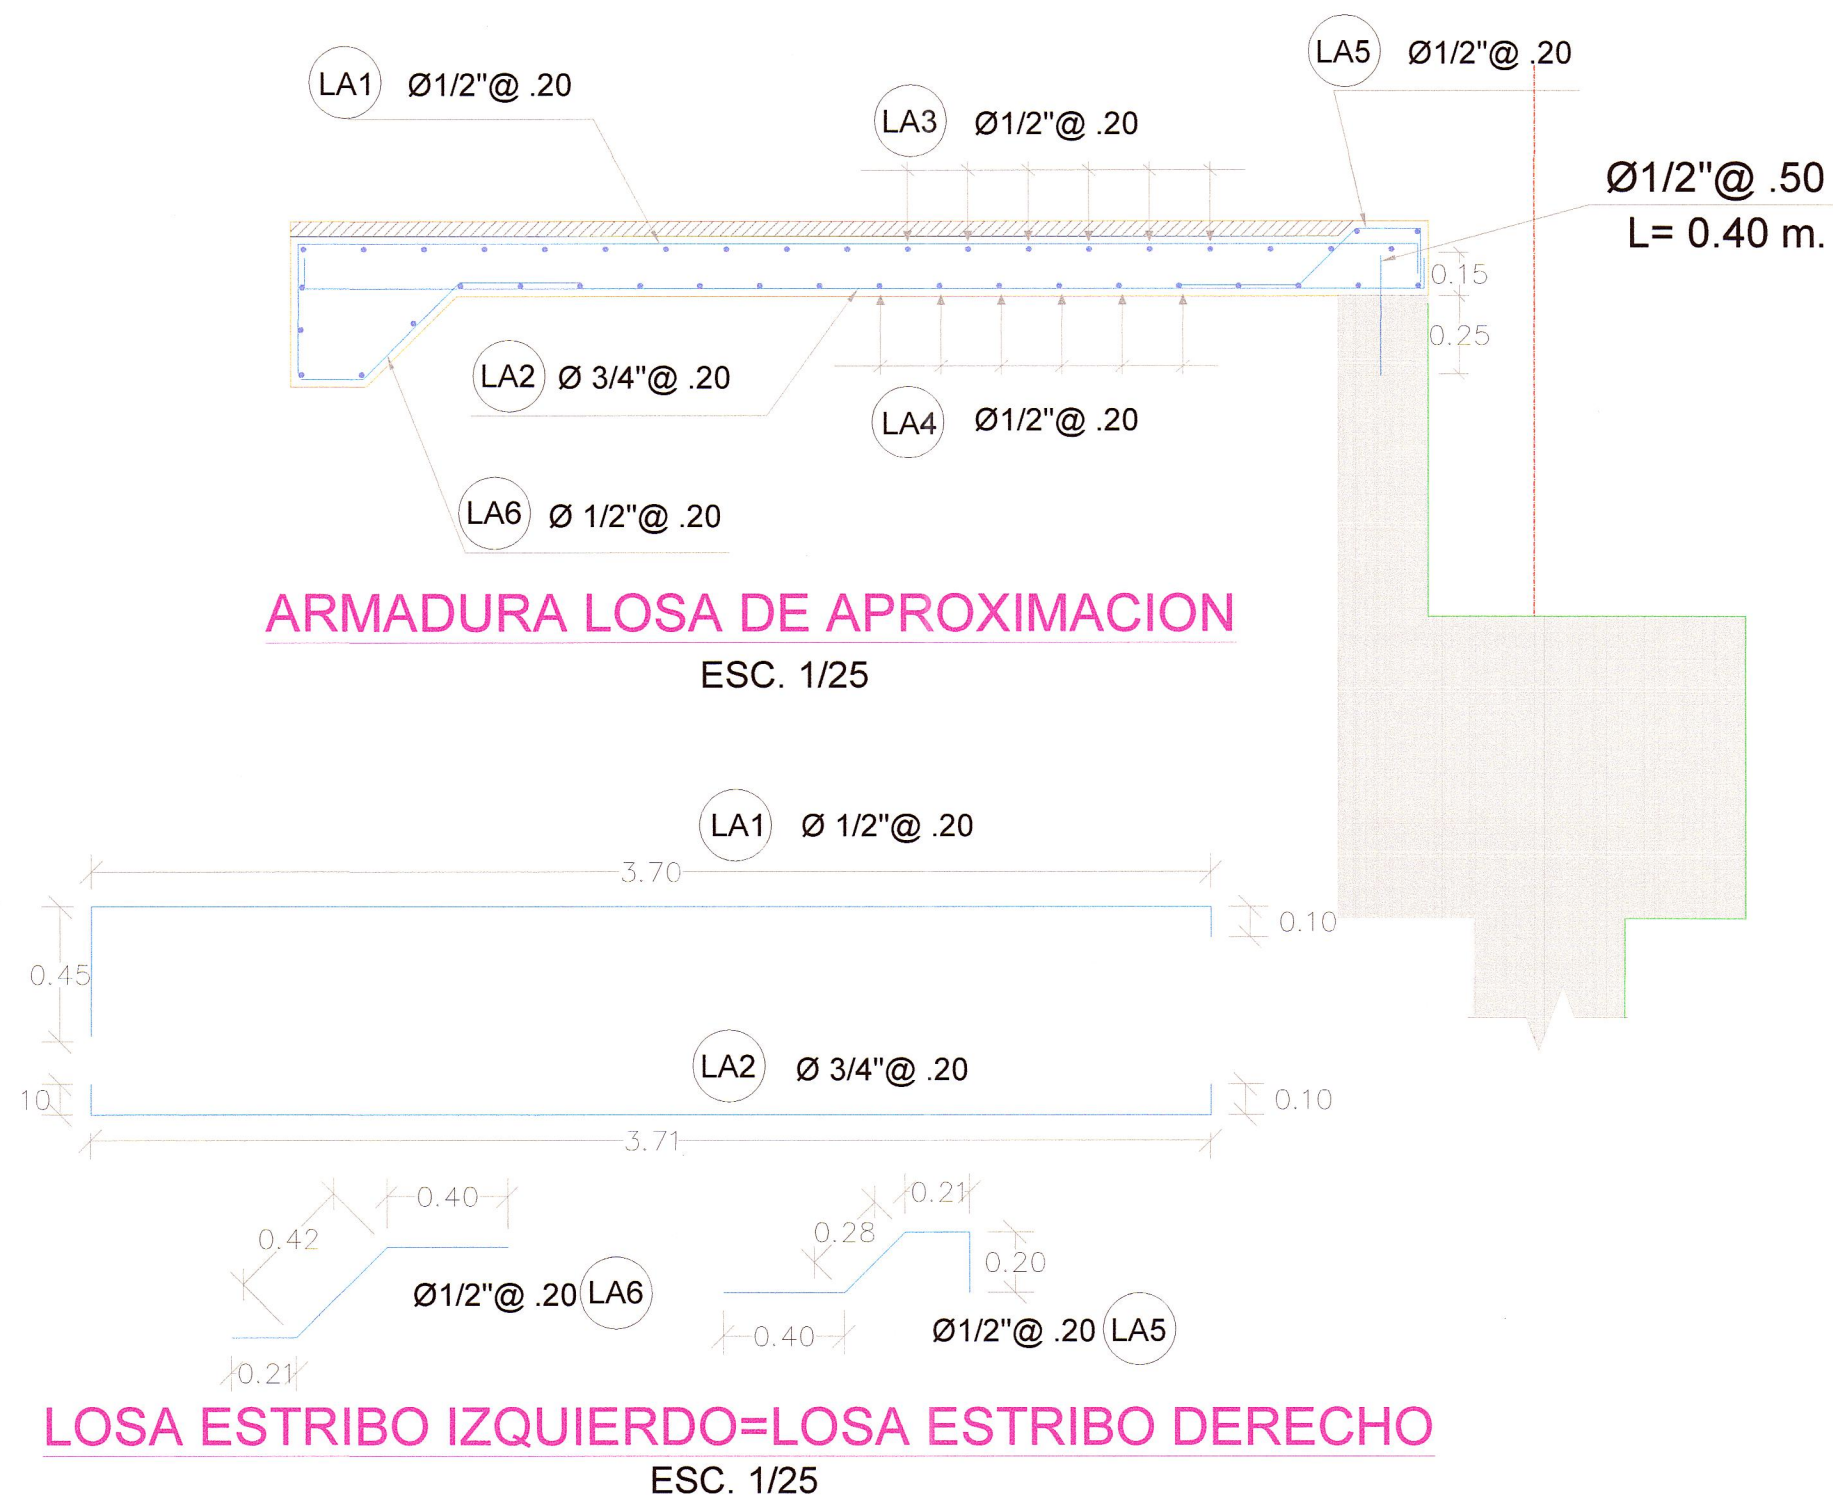 LA5 Ø1/2"@ .20
LA1 Ø1/2"@ .20
LA3 Ø1/2"@ .20
Ø1/2"@ .50
L= 0.40 m.
0.15
0.25
LA2 Ø 3/4"@ .20
LA4 Ø1/2"@ .20
LA6 Ø 1/2"@ .20
ARMADURA LOSA DE APROXIMACION
ESC. 1/25
LA1 Ø 1/2"@ .20
3.70
0.10
0.45
LA2 Ø 3/4"@ .20
10
0.10
3.71
0.40
0.42
Ø1/2"@ .20 LA6
0.21
0.21
0.28
0.20
0.40
Ø1/2"@ .20 LA5
LOSA ESTRIBO IZQUIERDO=LOSA ESTRIBO DERECHO
ESC. 1/25